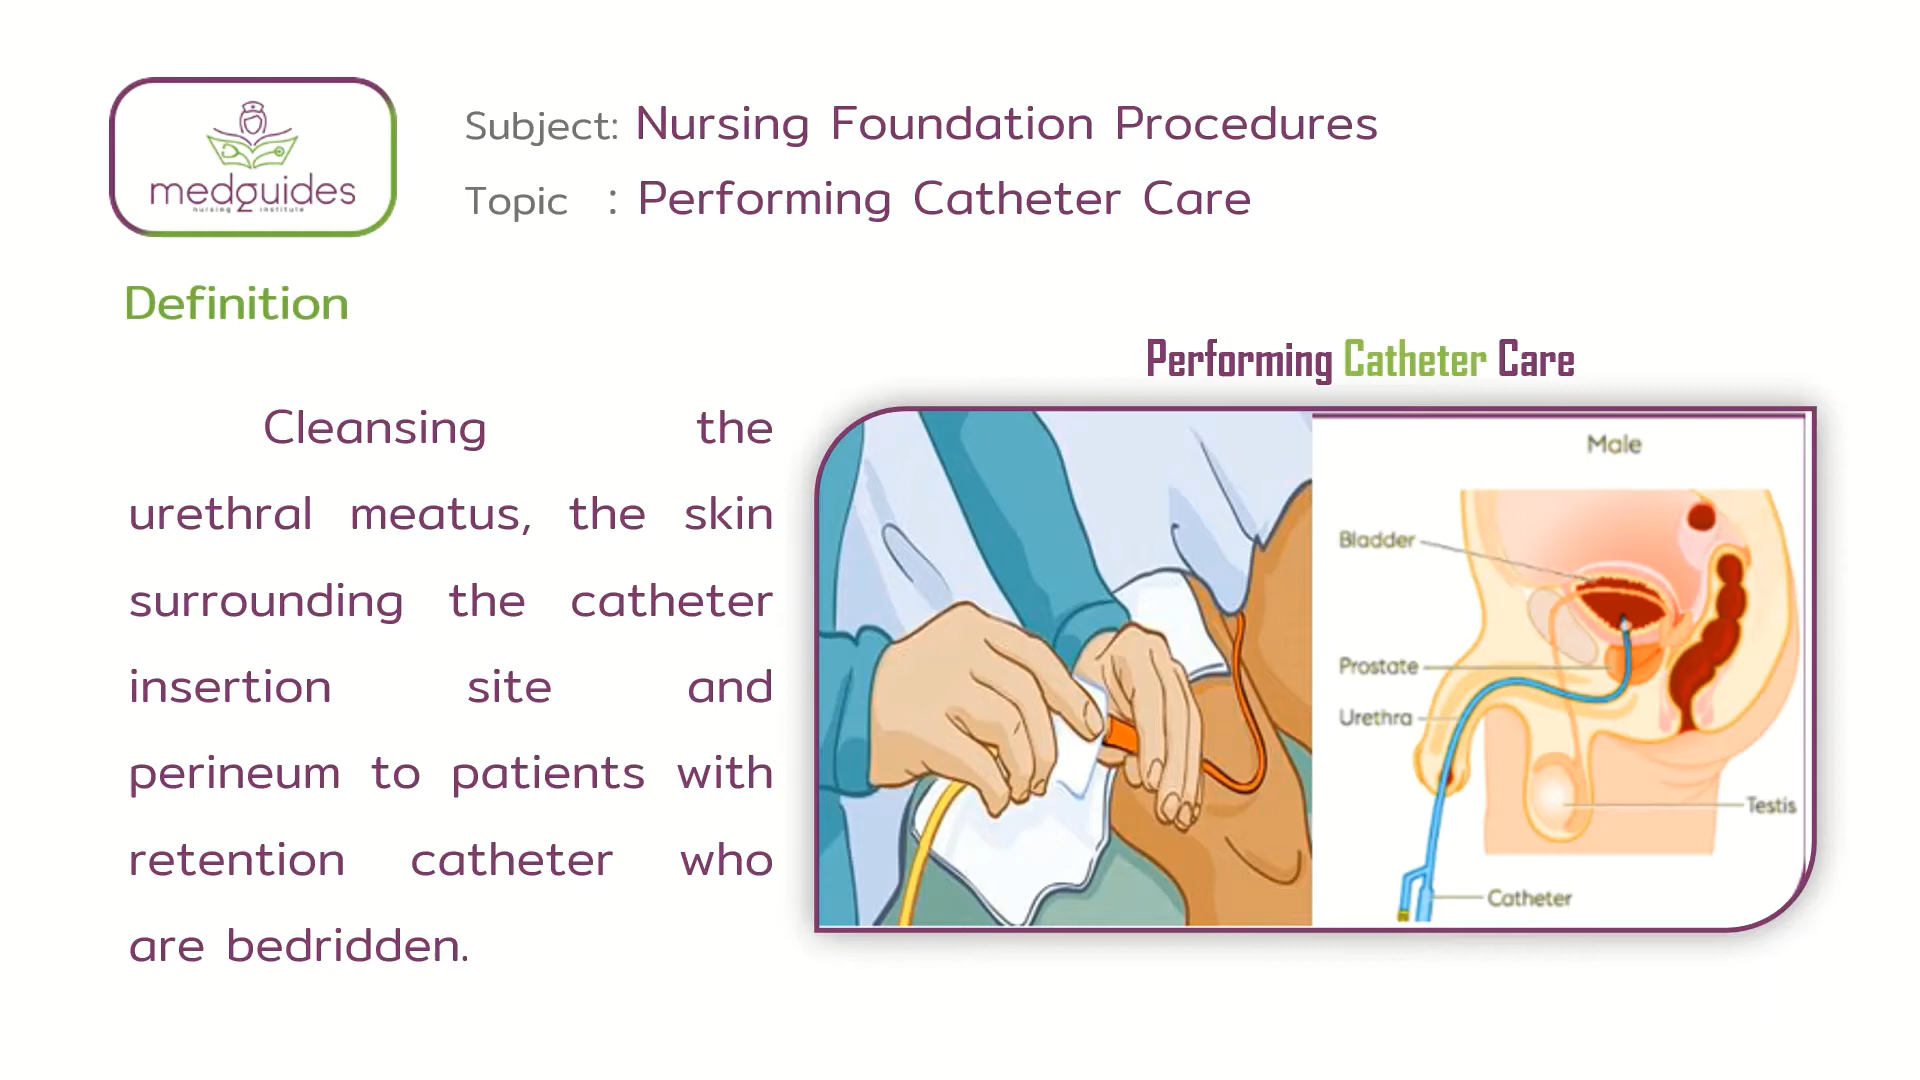 medguides
nursing institute
Subject: Nursing Foundation Procedures
Topic : Performing Catheter Care
Definition
Cleansing the
urethral meatus, the skin
surrounding the catheter
insertion site and
perineum to patients with
retention catheter who
are bedridden.
Performing Catheter Care
Male
Bladder
Prostate
Urethra
Testis
Catheter